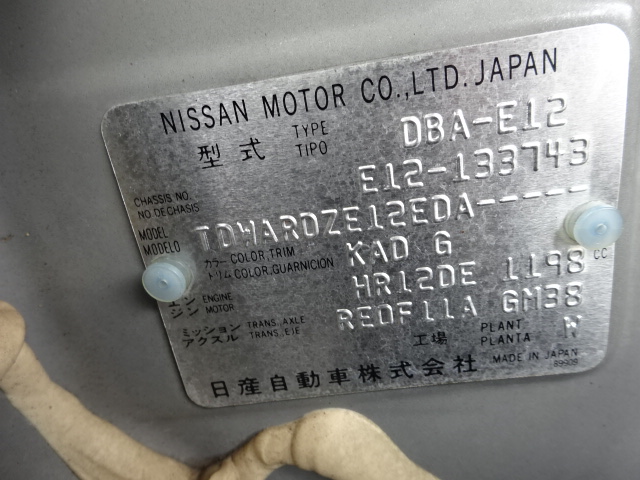 NISSAN MOTOR CO.,LTD. JAPAN
型式 TYPE TIPO DBA-E12
CHASSIS NO. NO DECHASIS E12-133743
MODEL MODELO TDWARDZE12EDA-----
カラー COLOR,TRIM トリム COLOR,GUARNICION KAD G
エンジン ENGINE MOTOR HR12DE 1198 CC
ミッション アクスル TRANS.,AXLE TRANS.,EJE RE0F11A GM38
工場 PLANT PLANTA W
日産自動車株式会社 MADE IN JAPAN